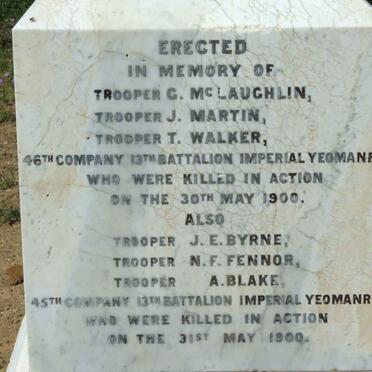 ERECTED
IN MEMORY OF
TROOPER G. MCLAUGHLIN,
TROOPER J. MARTIN,
TROOPER T. WALKER,
46TH COMPANY 13TH BATTALION IMPERIAL YEOMANR
WHO WERE KILLED IN ACTION
ON THE 30TH MAY 1900.
ALSO
TROOPER J.E. BYRNE,
TROOPER N.F. FENNOR,
TROOPER A. BLAKE,
45TH COMPANY 13TH BATTALION IMPERIAL YEOMANR
WHO WERE KILLED IN ACTION
ON THE 31ST MAY 1900.